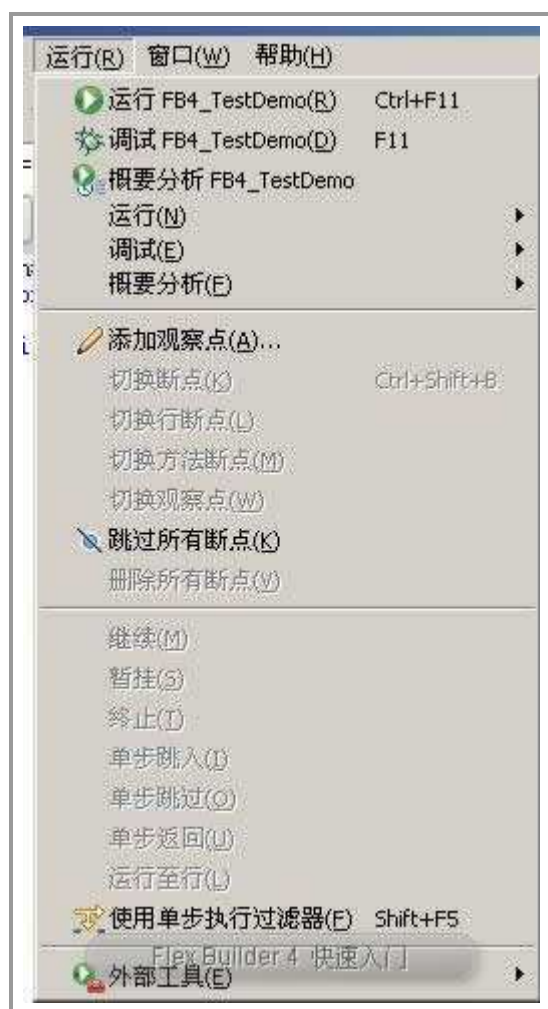 运行(R) 窗口(W) 帮助(H)
运行 FB4_TestDemo(R) Ctrl+F11
调试 FB4_TestDemo(D) F11
概要分析 FB4_TestDemo
运行(N)
调试(E)
概要分析(F)
添加观察点(A)...
切换断点(K) Ctrl+Shift+B
切换行断点(L)
切换方法断点(M)
切换观察点(W)
跳过所有断点(K)
删除所有断点(V)
继续(M)
暂挂(S)
终止(T)
单步跳入(I)
单步跳过(O)
单步返回(U)
运行至行(L)
使用单步执行过滤器(F) Shift+F5
Flex Builder 4 快速入门
外部工具(E)